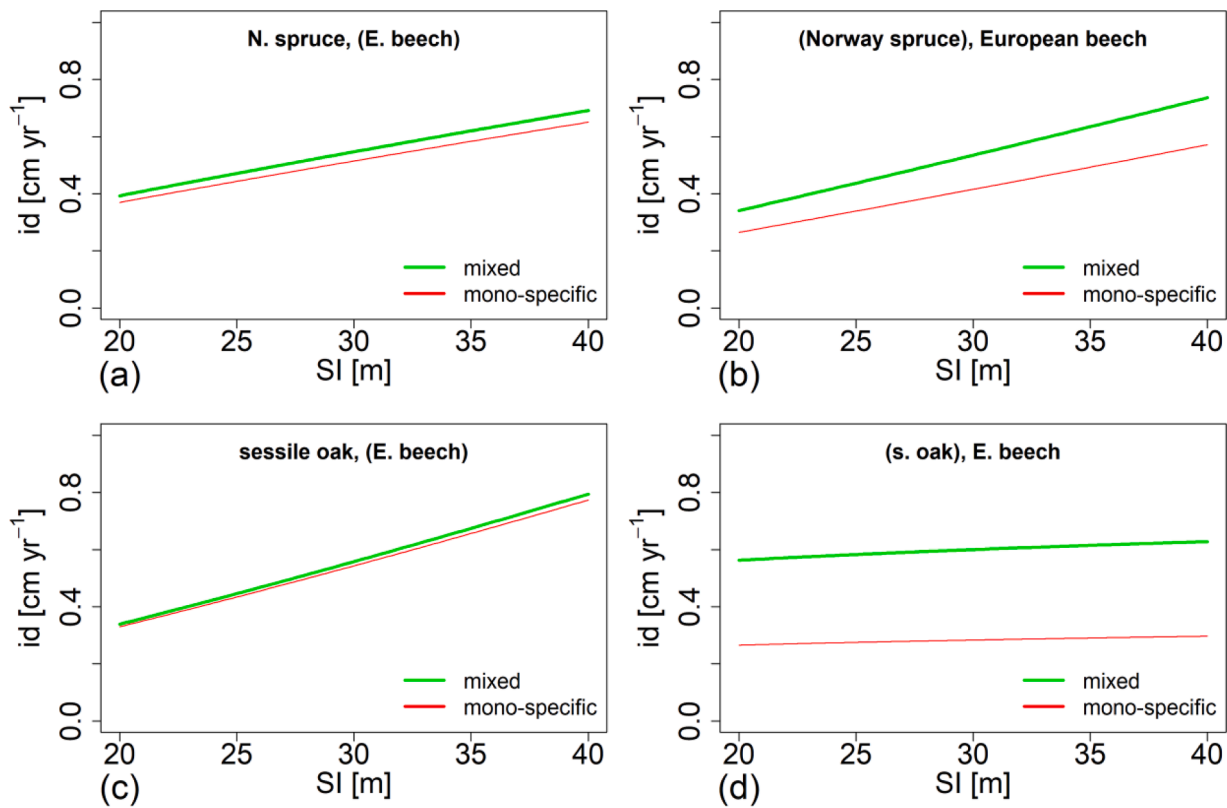 N. spruce, (E. beech)
id [cm yr⁻¹]
0.8
0.4
0.0
mixed
mono-specific
20 25 30 35 40
SI [m]
(a)
(Norway spruce), European beech
id [cm yr⁻¹]
0.8
0.4
0.0
mixed
mono-specific
20 25 30 35 40
SI [m]
(b)
sessile oak, (E. beech)
id [cm yr⁻¹]
0.8
0.4
0.0
mixed
mono-specific
20 25 30 35 40
SI [m]
(c)
(s. oak), E. beech
id [cm yr⁻¹]
0.8
0.4
0.0
mixed
mono-specific
20 25 30 35 40
SI [m]
(d)